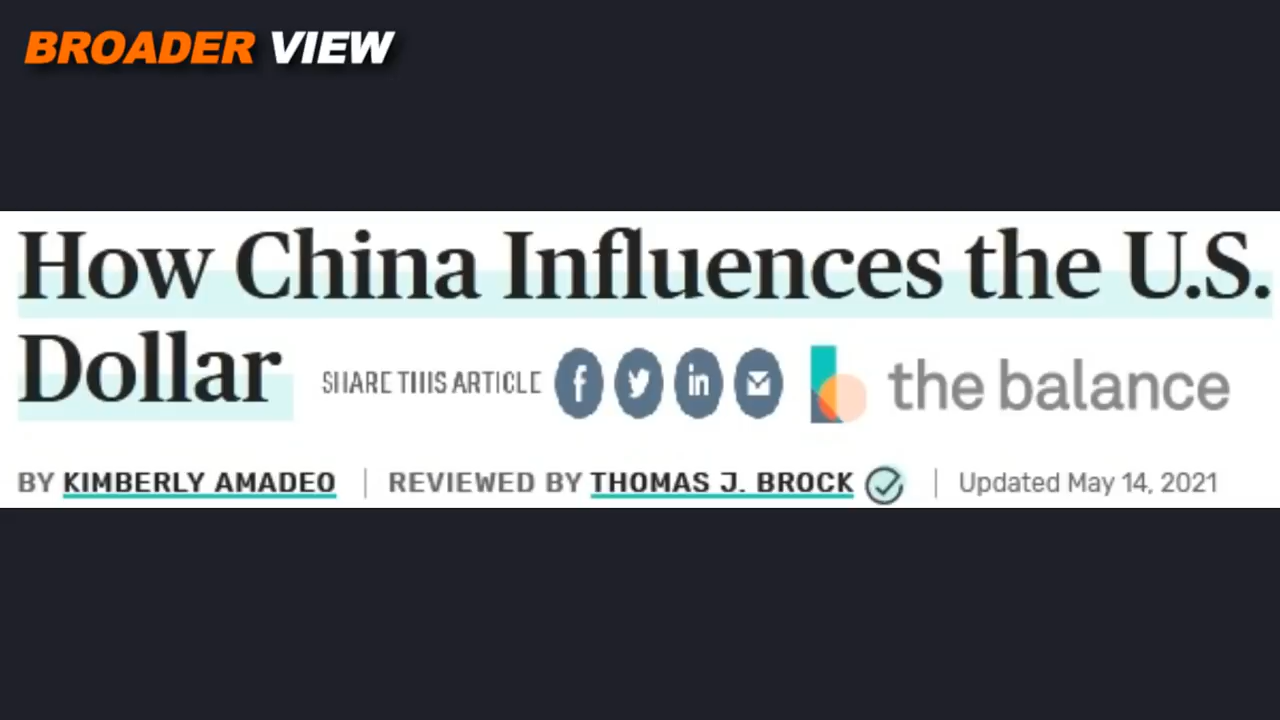 BROADER VIEW
How China Influences the U.S.
Dollar
SHARE THIS ARTICLE
the balance
BY KIMBERLY AMADEO | REVIEWED BY THOMAS J. BROCK | Updated May 14, 2021